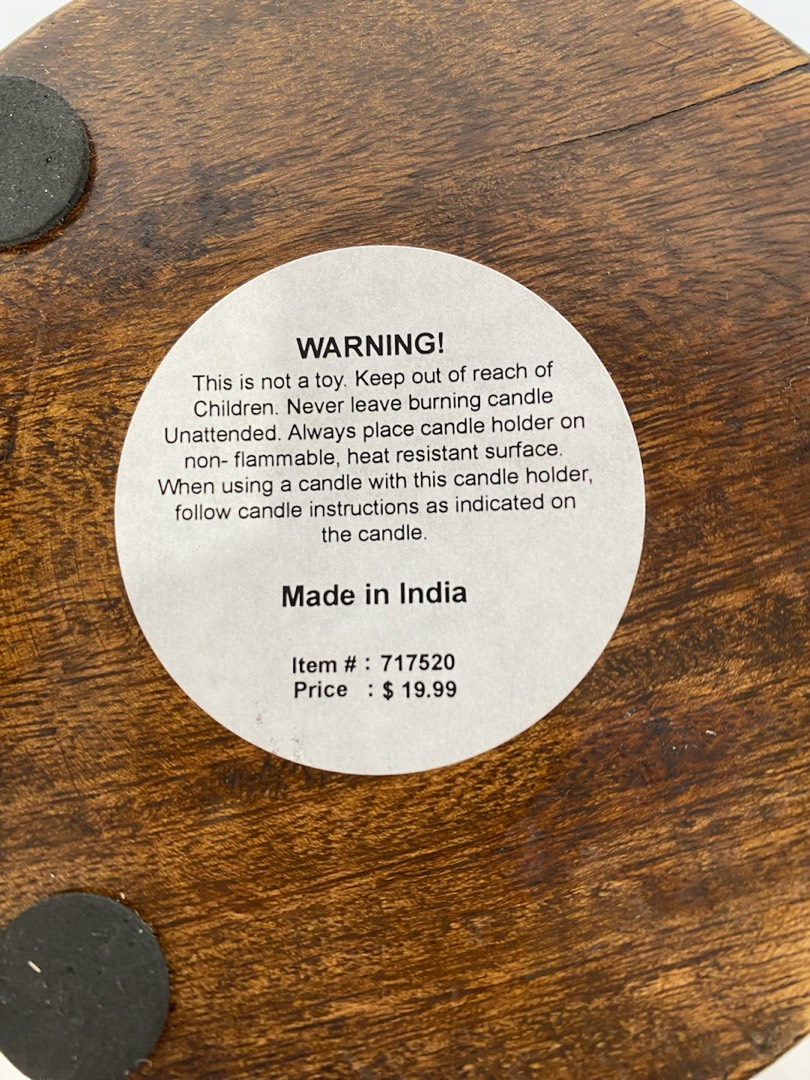 WARNING!
This is not a toy. Keep out of reach of
Children. Never leave burning candle
Unattended. Always place candle holder on
non- flammable, heat resistant surface.
When using a candle with this candle holder,
follow candle instructions as indicated on
the candle.
Made in India
Item # : 717520
Price : $ 19.99